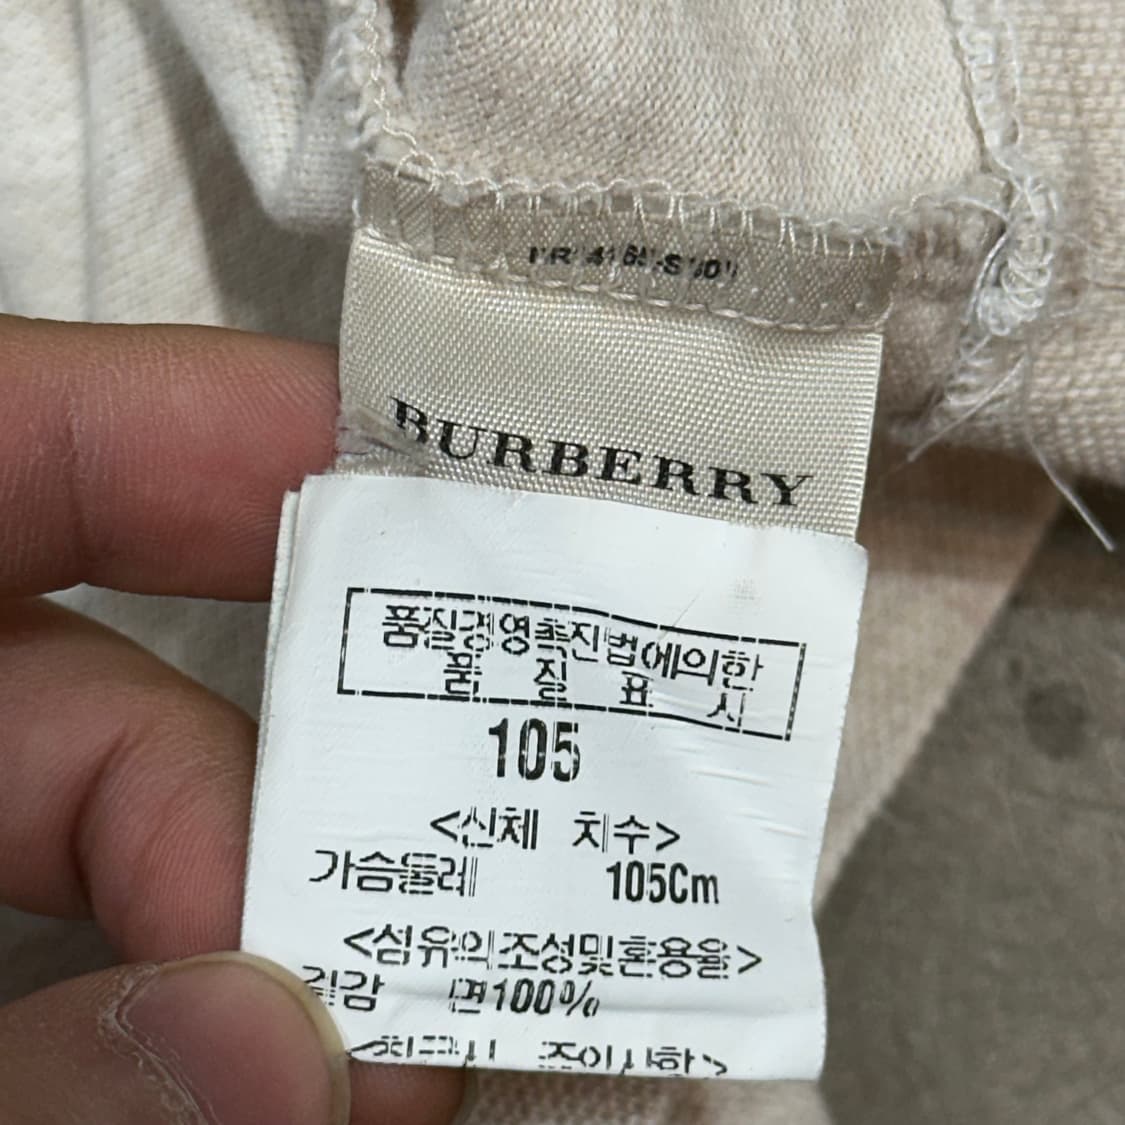 BURBERRY
품질경영촉진법에의한
품 질 표 시
105
<신체 치수>
가슴둘레 105Cm
<섬유의조성및혼용율>
겉감 면100%